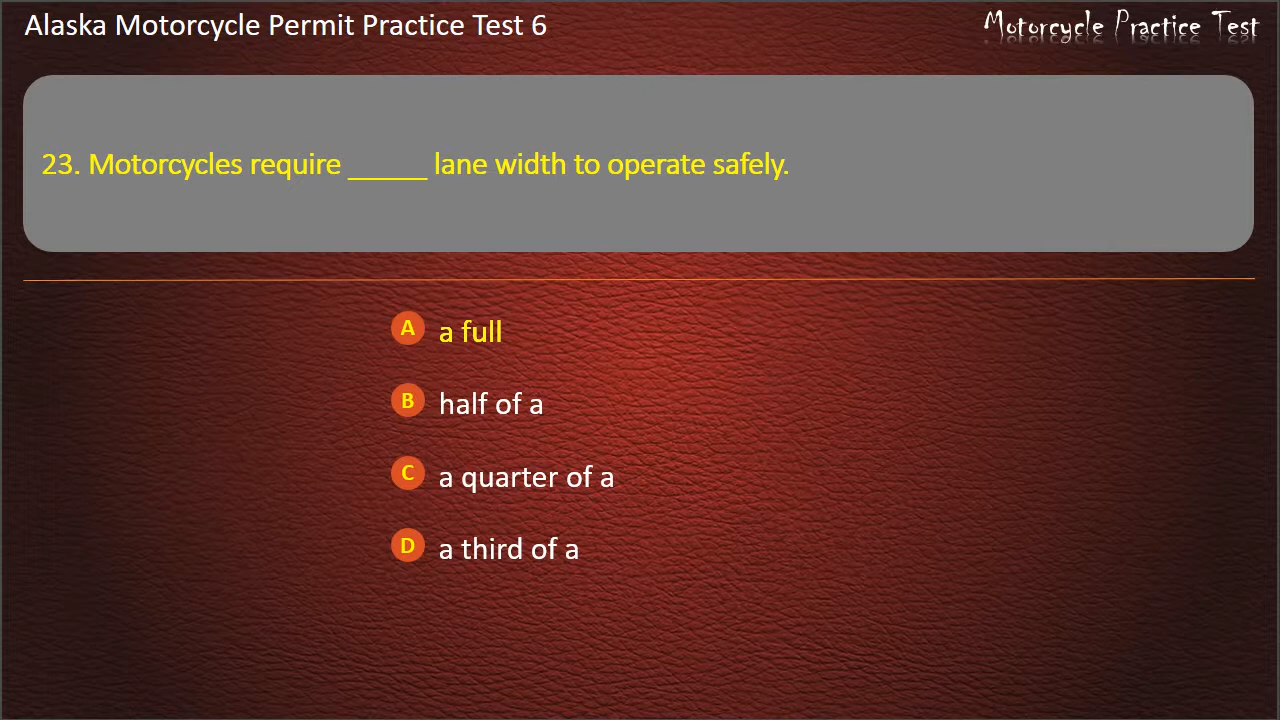 Alaska Motorcycle Permit Practice Test 6
Motorcycle Practice Test
23. Motorcycles require _____ lane width to operate safely.
A a full
B half of a
C a quarter of a
D a third of a